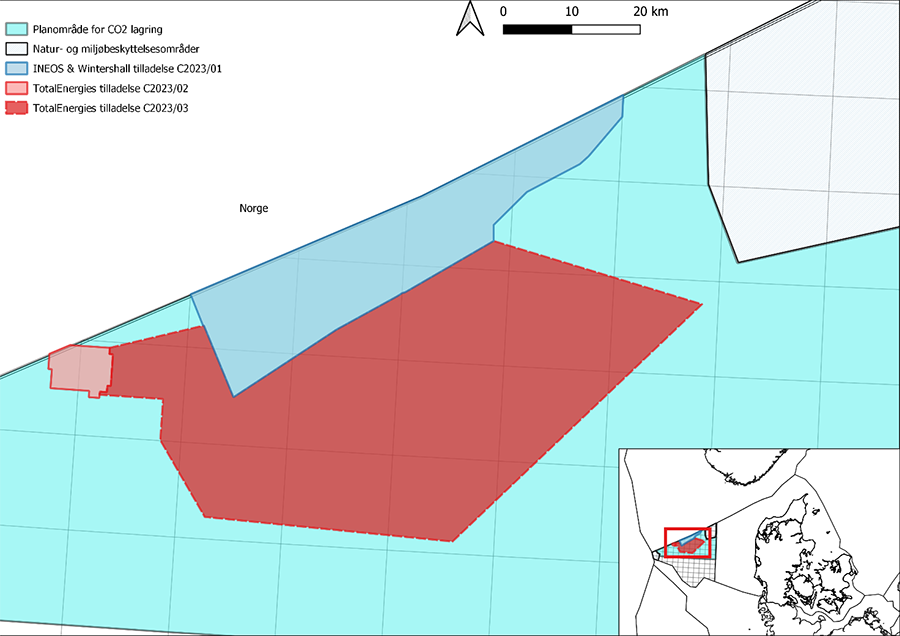 0 10 20 km
Planområde for CO2 lagring
Natur- og miljøbeskyttelsesområder
INEOS & Wintershall tilladelse C2023/01
TotalEnergies tilladelse C2023/02
TotalEnergies tilladelse C2023/03
Norge